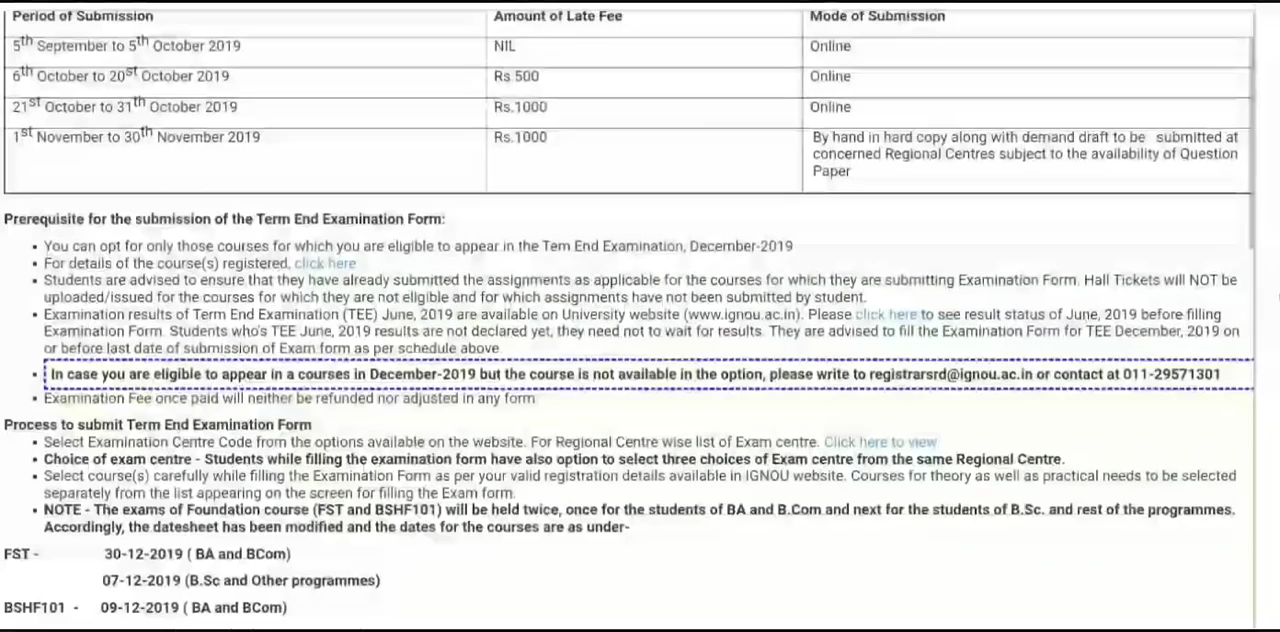 Period of Submission Amount of Late Fee Mode of Submission
5th September to 5th October 2019 NIL Online
6th October to 20st October 2019 Rs 500 Online
21st October to 31th October 2019 Rs.1000 Online
1st November to 30th November 2019 Rs.1000 By hand in hard copy along with demand draft to be submitted at
concerned Regional Centres subject to the availability of Question
Paper
Prerequisite for the submission of the Term End Examination Form:
• You can opt for only those courses for which you are eligible to appear in the Tem End Examination, December-2019
• For details of the course(s) registered, click here
• Students are advised to ensure that they have already submitted the assignments as applicable for the courses for which they are submitting Examination Form. Hall Tickets will NOT be
uploaded/issued for the courses for which they are not eligible and for which assignments have not been submitted by student.
• Examination results of Term End Examination (TEE) June, 2019 are available on University website (www.ignou.ac.in). Please click here to see result status of June, 2019 before filling
Examination Form. Students who's TEE June, 2019 results are not declared yet, they need not to wait for results. They are advised to fill the Examination Form for TEE December, 2019 on
or before last date of submission of Exam form as per schedule above
• In case you are eligible to appear in a courses in December-2019 but the course is not available in the option, please write to registrarsrd@ignou.ac.in or contact at 011-29571301
• Examination Fee once paid will neither be refunded nor adjusted in any form
Process to submit Term End Examination Form
• Select Examination Centre Code from the options available on the website. For Regional Centre wise list of Exam centre. Click here to view
• Choice of exam centre - Students while filling the examination form have also option to select three choices of Exam centre from the same Regional Centre.
• Select course(s) carefully while filling the Examination Form as per your valid registration details available in IGNOU website. Courses for theory as well as practical needs to be selected
separately from the list appearing on the screen for filling the Exam form.
• NOTE - The exams of Foundation course (FST and BSHF101) will be held twice, once for the students of BA and B.Com and next for the students of B.Sc. and rest of the programmes.
Accordingly, the datesheet has been modified and the dates for the courses are as under-
FST - 30-12-2019 ( BA and BCom)
07-12-2019 (B.Sc and Other programmes)
BSHF101 - 09-12-2019 ( BA and BCom)